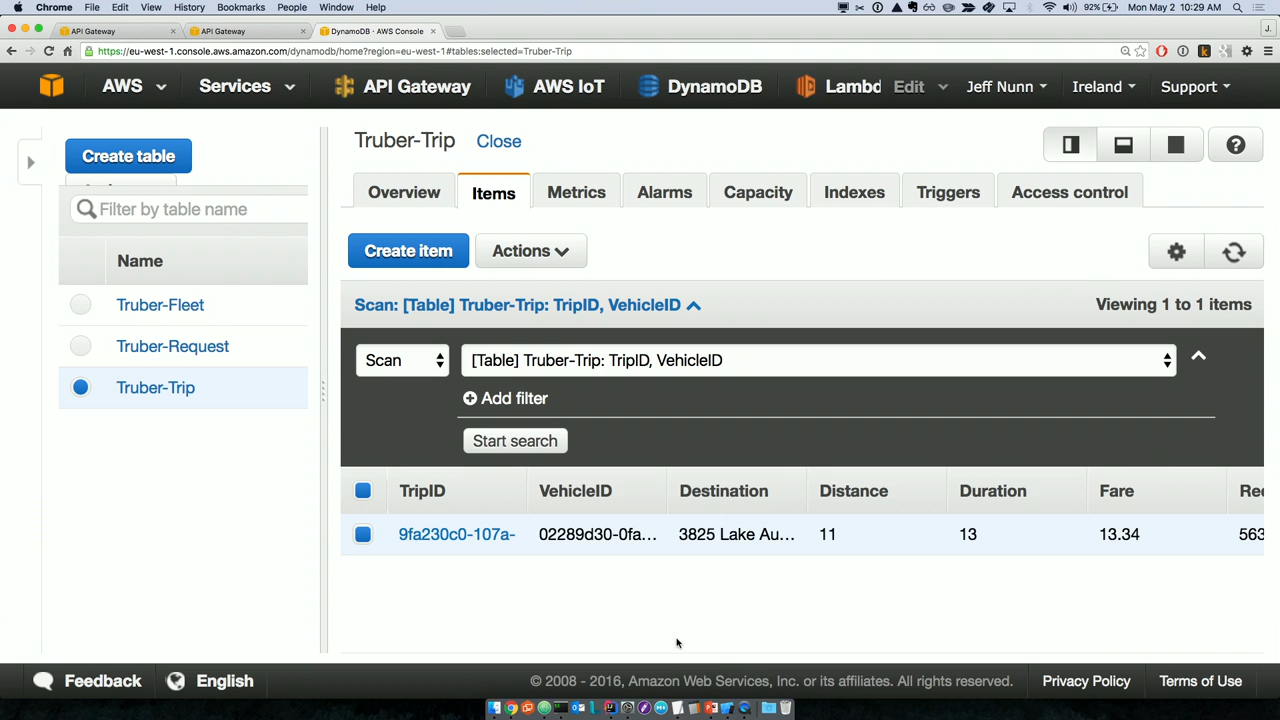 Chrome File Edit View History Bookmarks People Window Help 92% Mon May 2 10:29 AM
API Gateway × API Gateway × DynamoDB · AWS Console × J.
https://eu-west-1.console.aws.amazon.com/dynamodb/home?region=eu-west-1#tables:selected=Truber-Trip
AWS Services API Gateway AWS IoT DynamoDB Lambd Edit Jeff Nunn Ireland Support
Create table
Filter by table name
Name
Truber-Fleet
Truber-Request
Truber-Trip
Truber-Trip Close
Overview Items Metrics Alarms Capacity Indexes Triggers Access control
Create item Actions
Scan: [Table] Truber-Trip: TripID, VehicleID Viewing 1 to 1 items
Scan [Table] Truber-Trip: TripID, VehicleID
Add filter
Start search
TripID VehicleID Destination Distance Duration Fare Rec
9fa230c0-107a- 02289d30-0fa... 3825 Lake Au... 11 13 13.34 563
Feedback English © 2008 - 2016, Amazon Web Services, Inc. or its affiliates. All rights reserved. Privacy Policy Terms of Use